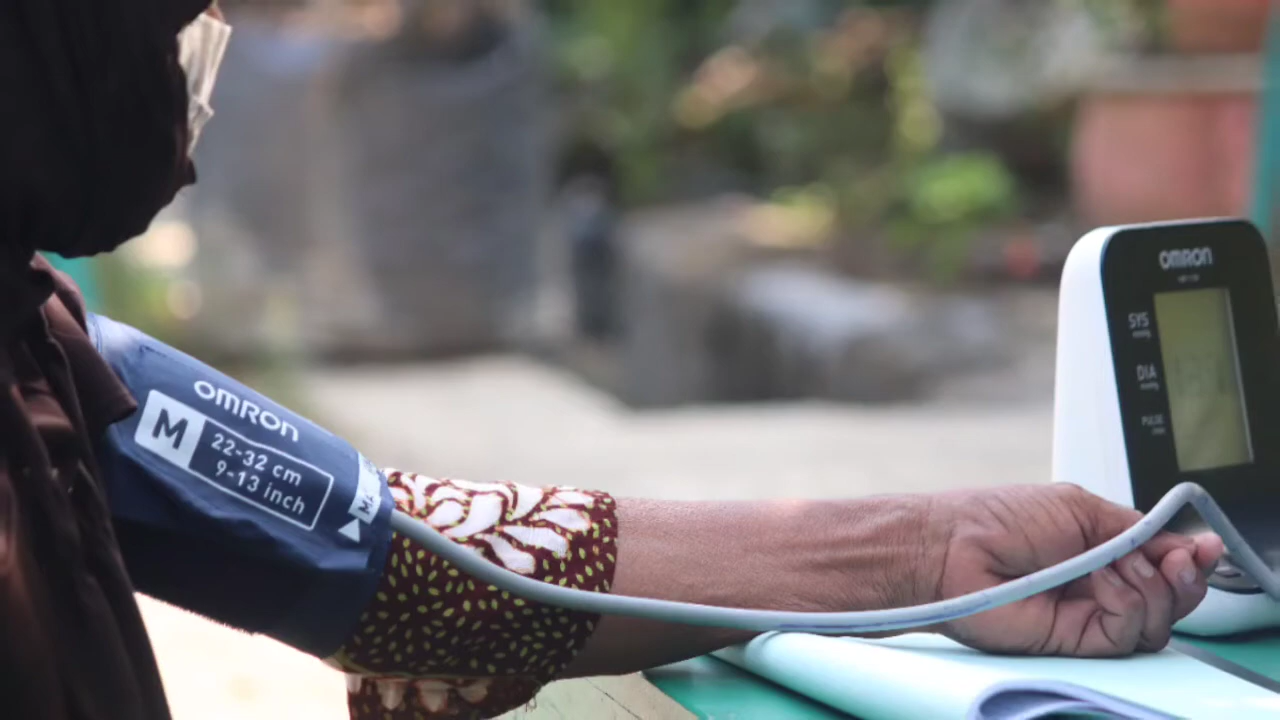 OMRON
M
22-32 cm
9-13 inch
OMRON
SYS
DIA
PULSE